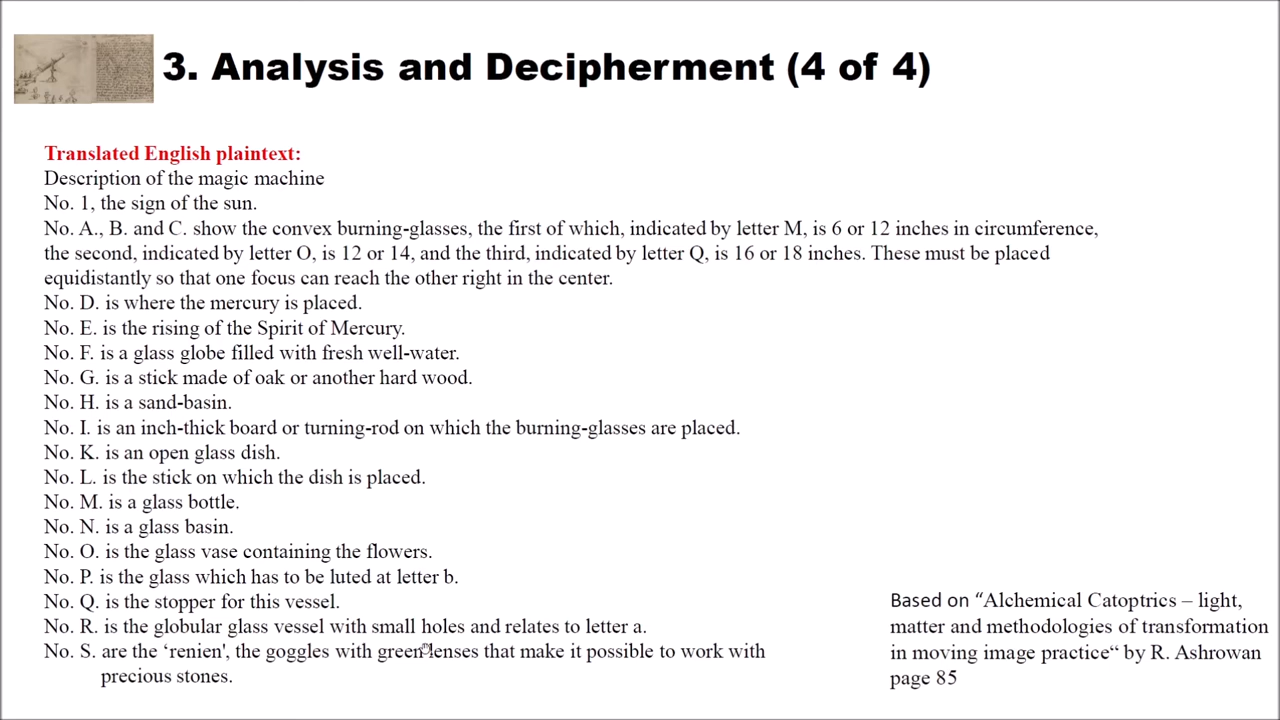 3. Analysis and Decipherment (4 of 4)
Translated English plaintext:
Description of the magic machine
No. 1, the sign of the sun.
No. A., B. and C. show the convex burning-glasses, the first of which, indicated by letter M, is 6 or 12 inches in circumference,
the second, indicated by letter O, is 12 or 14, and the third, indicated by letter Q, is 16 or 18 inches. These must be placed
equidistantly so that one focus can reach the other right in the center.
No. D. is where the mercury is placed.
No. E. is the rising of the Spirit of Mercury.
No. F. is a glass globe filled with fresh well-water.
No. G. is a stick made of oak or another hard wood.
No. H. is a sand-basin.
No. I. is an inch-thick board or turning-rod on which the burning-glasses are placed.
No. K. is an open glass dish.
No. L. is the stick on which the dish is placed.
No. M. is a glass bottle.
No. N. is a glass basin.
No. O. is the glass vase containing the flowers.
No. P. is the glass which has to be luted at letter b.
No. Q. is the stopper for this vessel.
No. R. is the globular glass vessel with small holes and relates to letter a.
No. S. are the ‘renien', the goggles with green lenses that make it possible to work with
precious stones.
Based on “Alchemical Catoptrics – light,
matter and methodologies of transformation
in moving image practice“ by R. Ashrowan
page 85